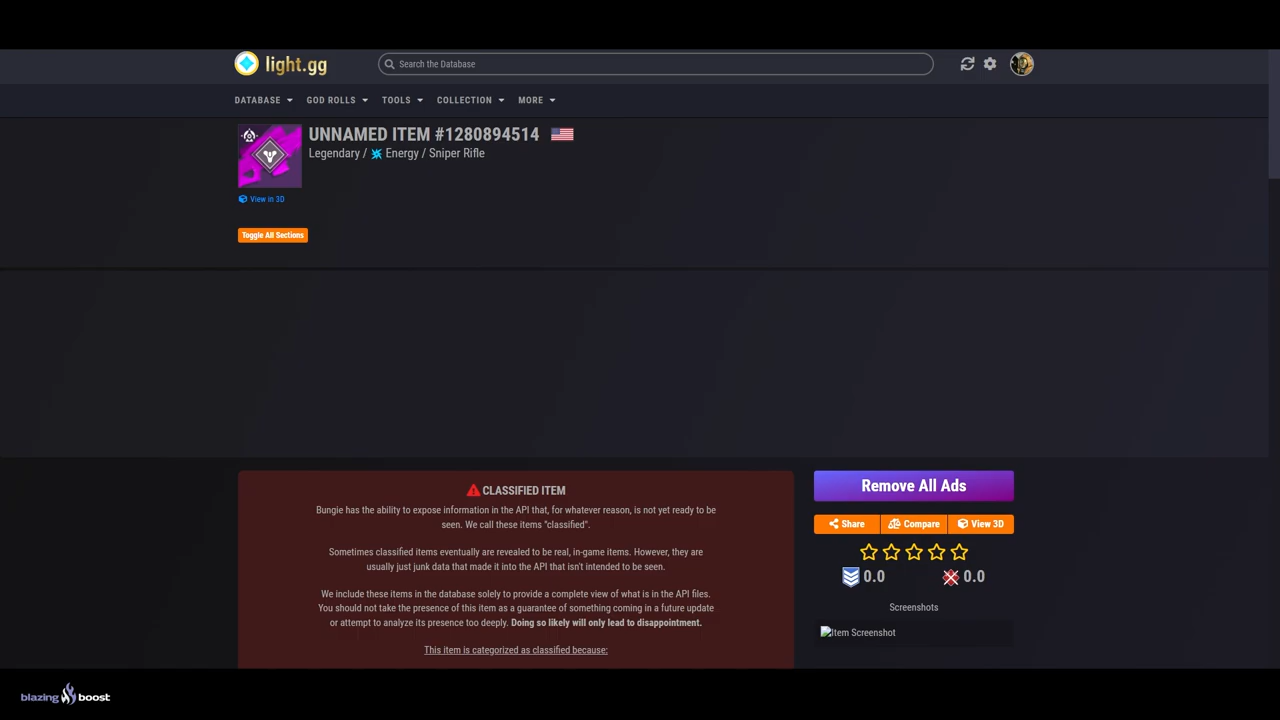 light.gg
Search the Database
DATABASE
GOD ROLLS
TOOLS
COLLECTION
MORE
UNNAMED ITEM #1280894514
Legendary / Energy / Sniper Rifle
View in 3D
Toggle All Sections
CLASSIFIED ITEM
Bungie has the ability to expose information in the API that, for whatever reason, is not yet ready to be
seen. We call these items "classified".
Sometimes classified items eventually are revealed to be real, in-game items. However, they are
usually just junk data that made it into the API that isn't intended to be seen.
We include these items in the database solely to provide a complete view of what is in the API files.
You should not take the presence of this item as a guarantee of something coming in a future update
or attempt to analyze its presence too deeply. Doing so likely will only lead to disappointment.
This item is categorized as classified because:
Remove All Ads
Share
Compare
View 3D
0.0
0.0
Screenshots
Item Screenshot
blazing boost